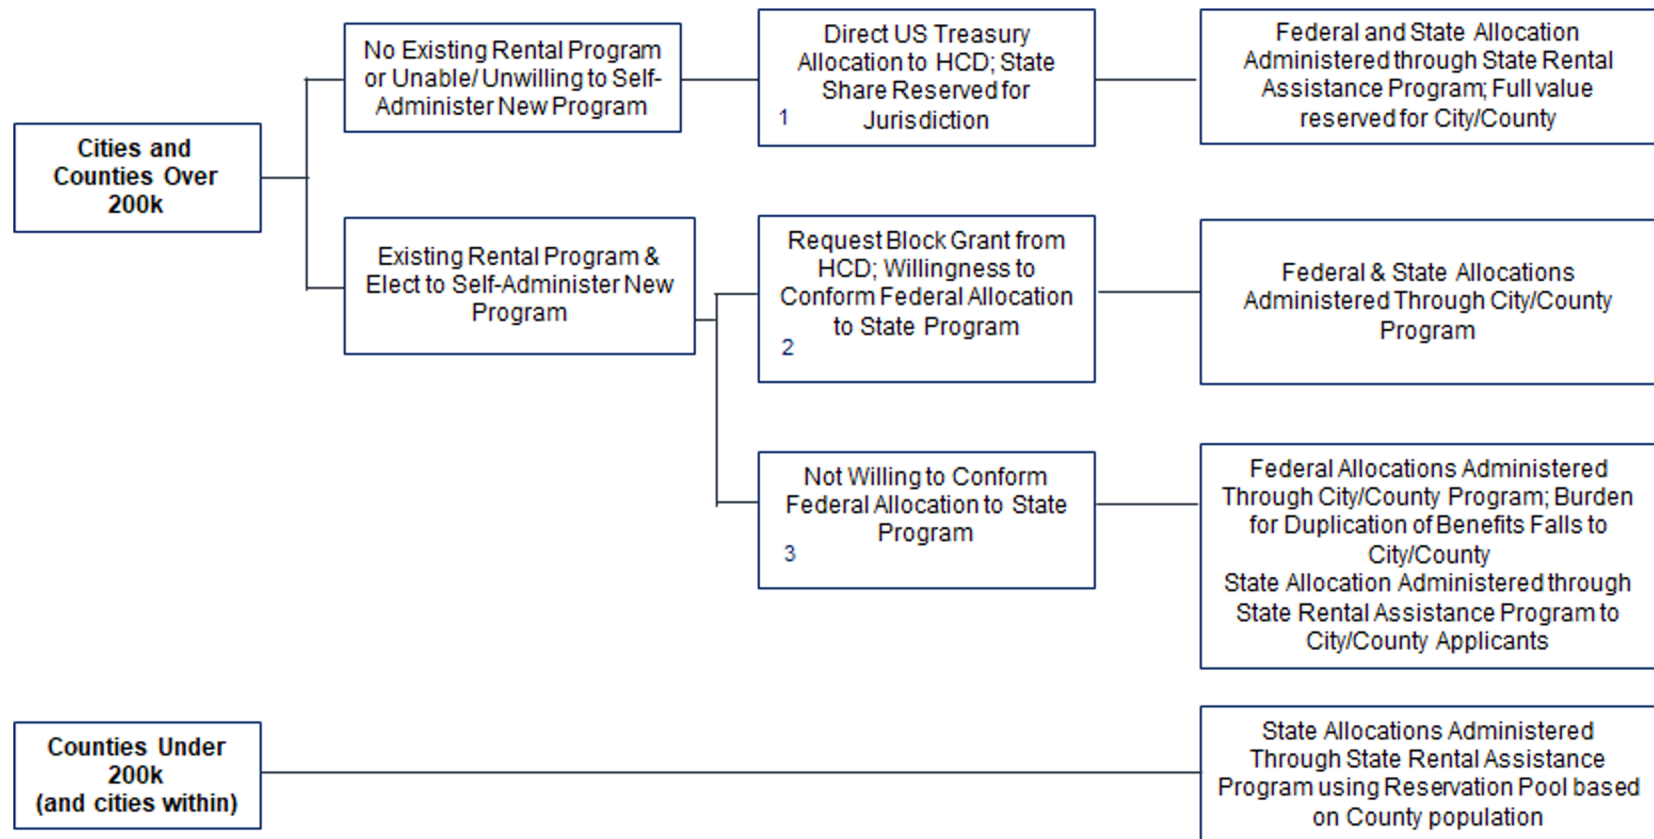 No Existing Rental Program
or Unable/ Unwilling to Self-
Administer New Program
Direct US Treasury
Allocation to HCD; State
Share Reserved for
Jurisdiction
1
Federal and State Allocation
Administered through State Rental
Assistance Program; Full value
reserved for City/County
Cities and
Counties Over
200k
Existing Rental Program &
Elect to Self-Administer New
Program
Request Block Grant from
HCD; Willingness to
Conform Federal Allocation
to State Program
2
Federal & State Allocations
Administered Through City/County
Program
Not Willing to Conform
Federal Allocation to State
Program
3
Federal Allocations Administered
Through City/County Program; Burden
for Duplication of Benefits Falls to
City/County
State Allocation Administered through
State Rental Assistance Program to
City/County Applicants
Counties Under
200k
(and cities within)
State Allocations Administered
Through State Rental Assistance
Program using Reservation Pool based
on County population